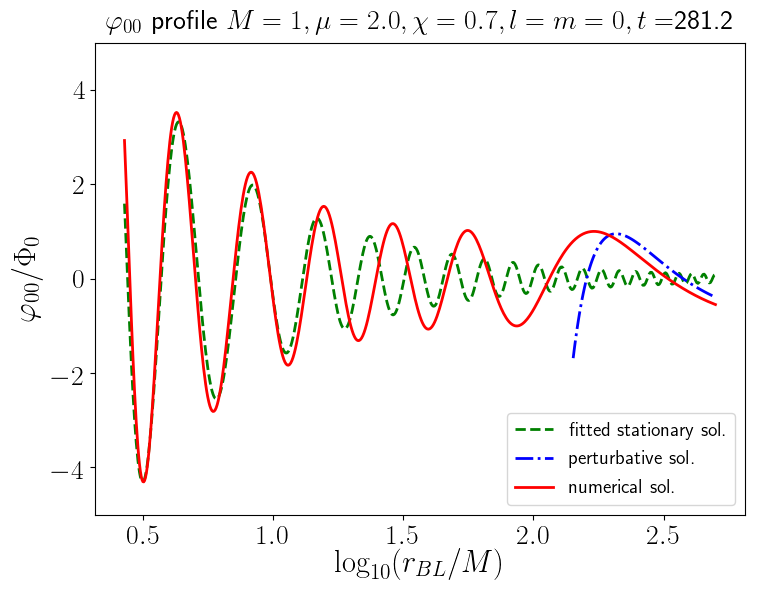 φ₀₀ profile M = 1, μ = 2.0, χ = 0.7, l = m = 0, t =281.2
φ₀₀/Φ₀
4
2
0
−2
−4
fitted stationary sol.
perturbative sol.
numerical sol.
0.5 1.0 1.5 2.0 2.5
log₁₀(r_BL/M)